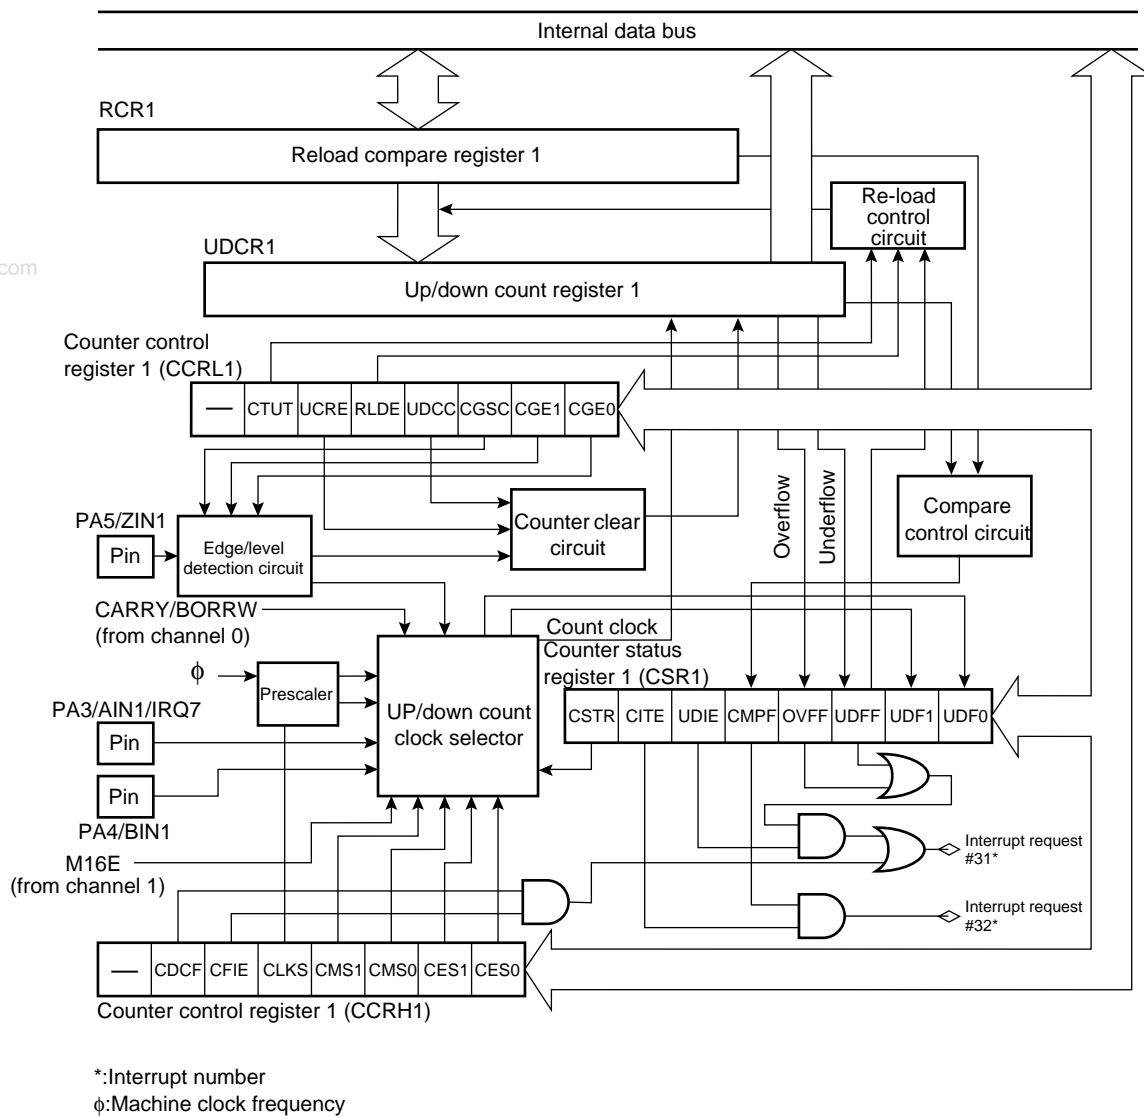 Internal data bus
RCR1
Reload compare register 1
Re-load
control
circuit
UDCR1
com
Up/down count register 1
Counter control
register 1 (CCRL1)
— CTUT UCRE RLDE UDCC CGSC CGE1 CGE0
Overflow
Underflow
Compare
control circuit
PA5/ZIN1
Pin
Edge/level
detection circuit
Counter clear
circuit
CARRY/BORRW
(from channel 0)
Count clock
Counter status
register 1 (CSR1)
ϕ
Prescaler
UP/down count
clock selector
CSTR CITE UDIE CMPF OVFF UDFF UDF1 UDF0
PA3/AIN1/IRQ7
Pin
Pin
PA4/BIN1
M16E
(from channel 1)
Interrupt request
#31*
Interrupt request
#32*
— CDCF CFIE CLKS CMS1 CMS0 CES1 CES0
Counter control register 1 (CCRH1)
*:Interrupt number
ϕ:Machine clock frequency